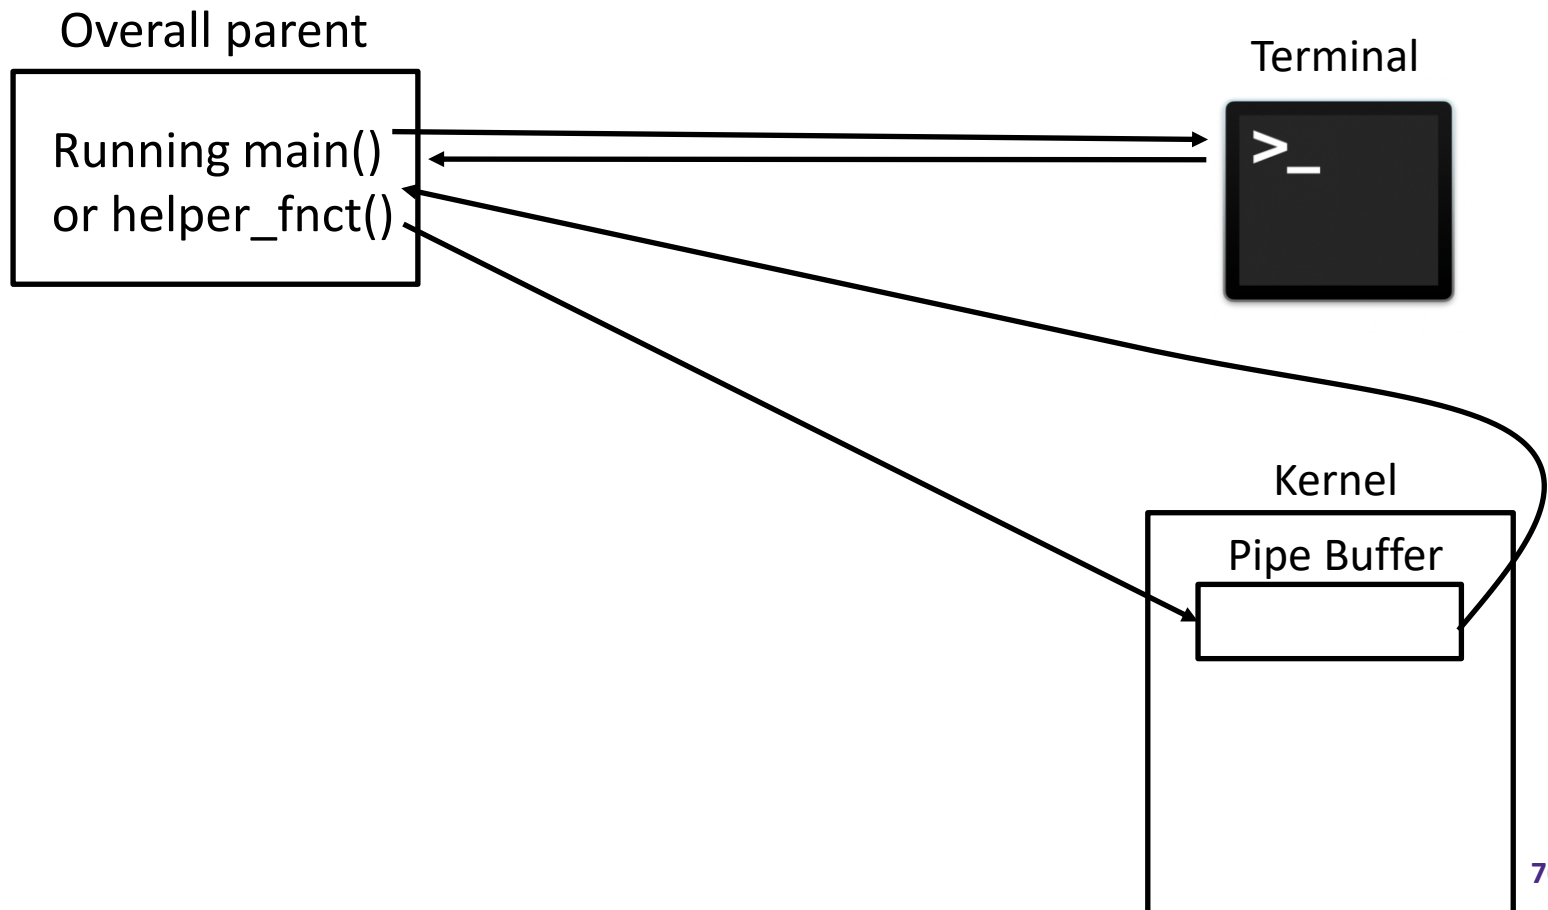 Overall parent
Terminal
Running main()
or helper_fnct()
>_
Kernel
Pipe Buffer